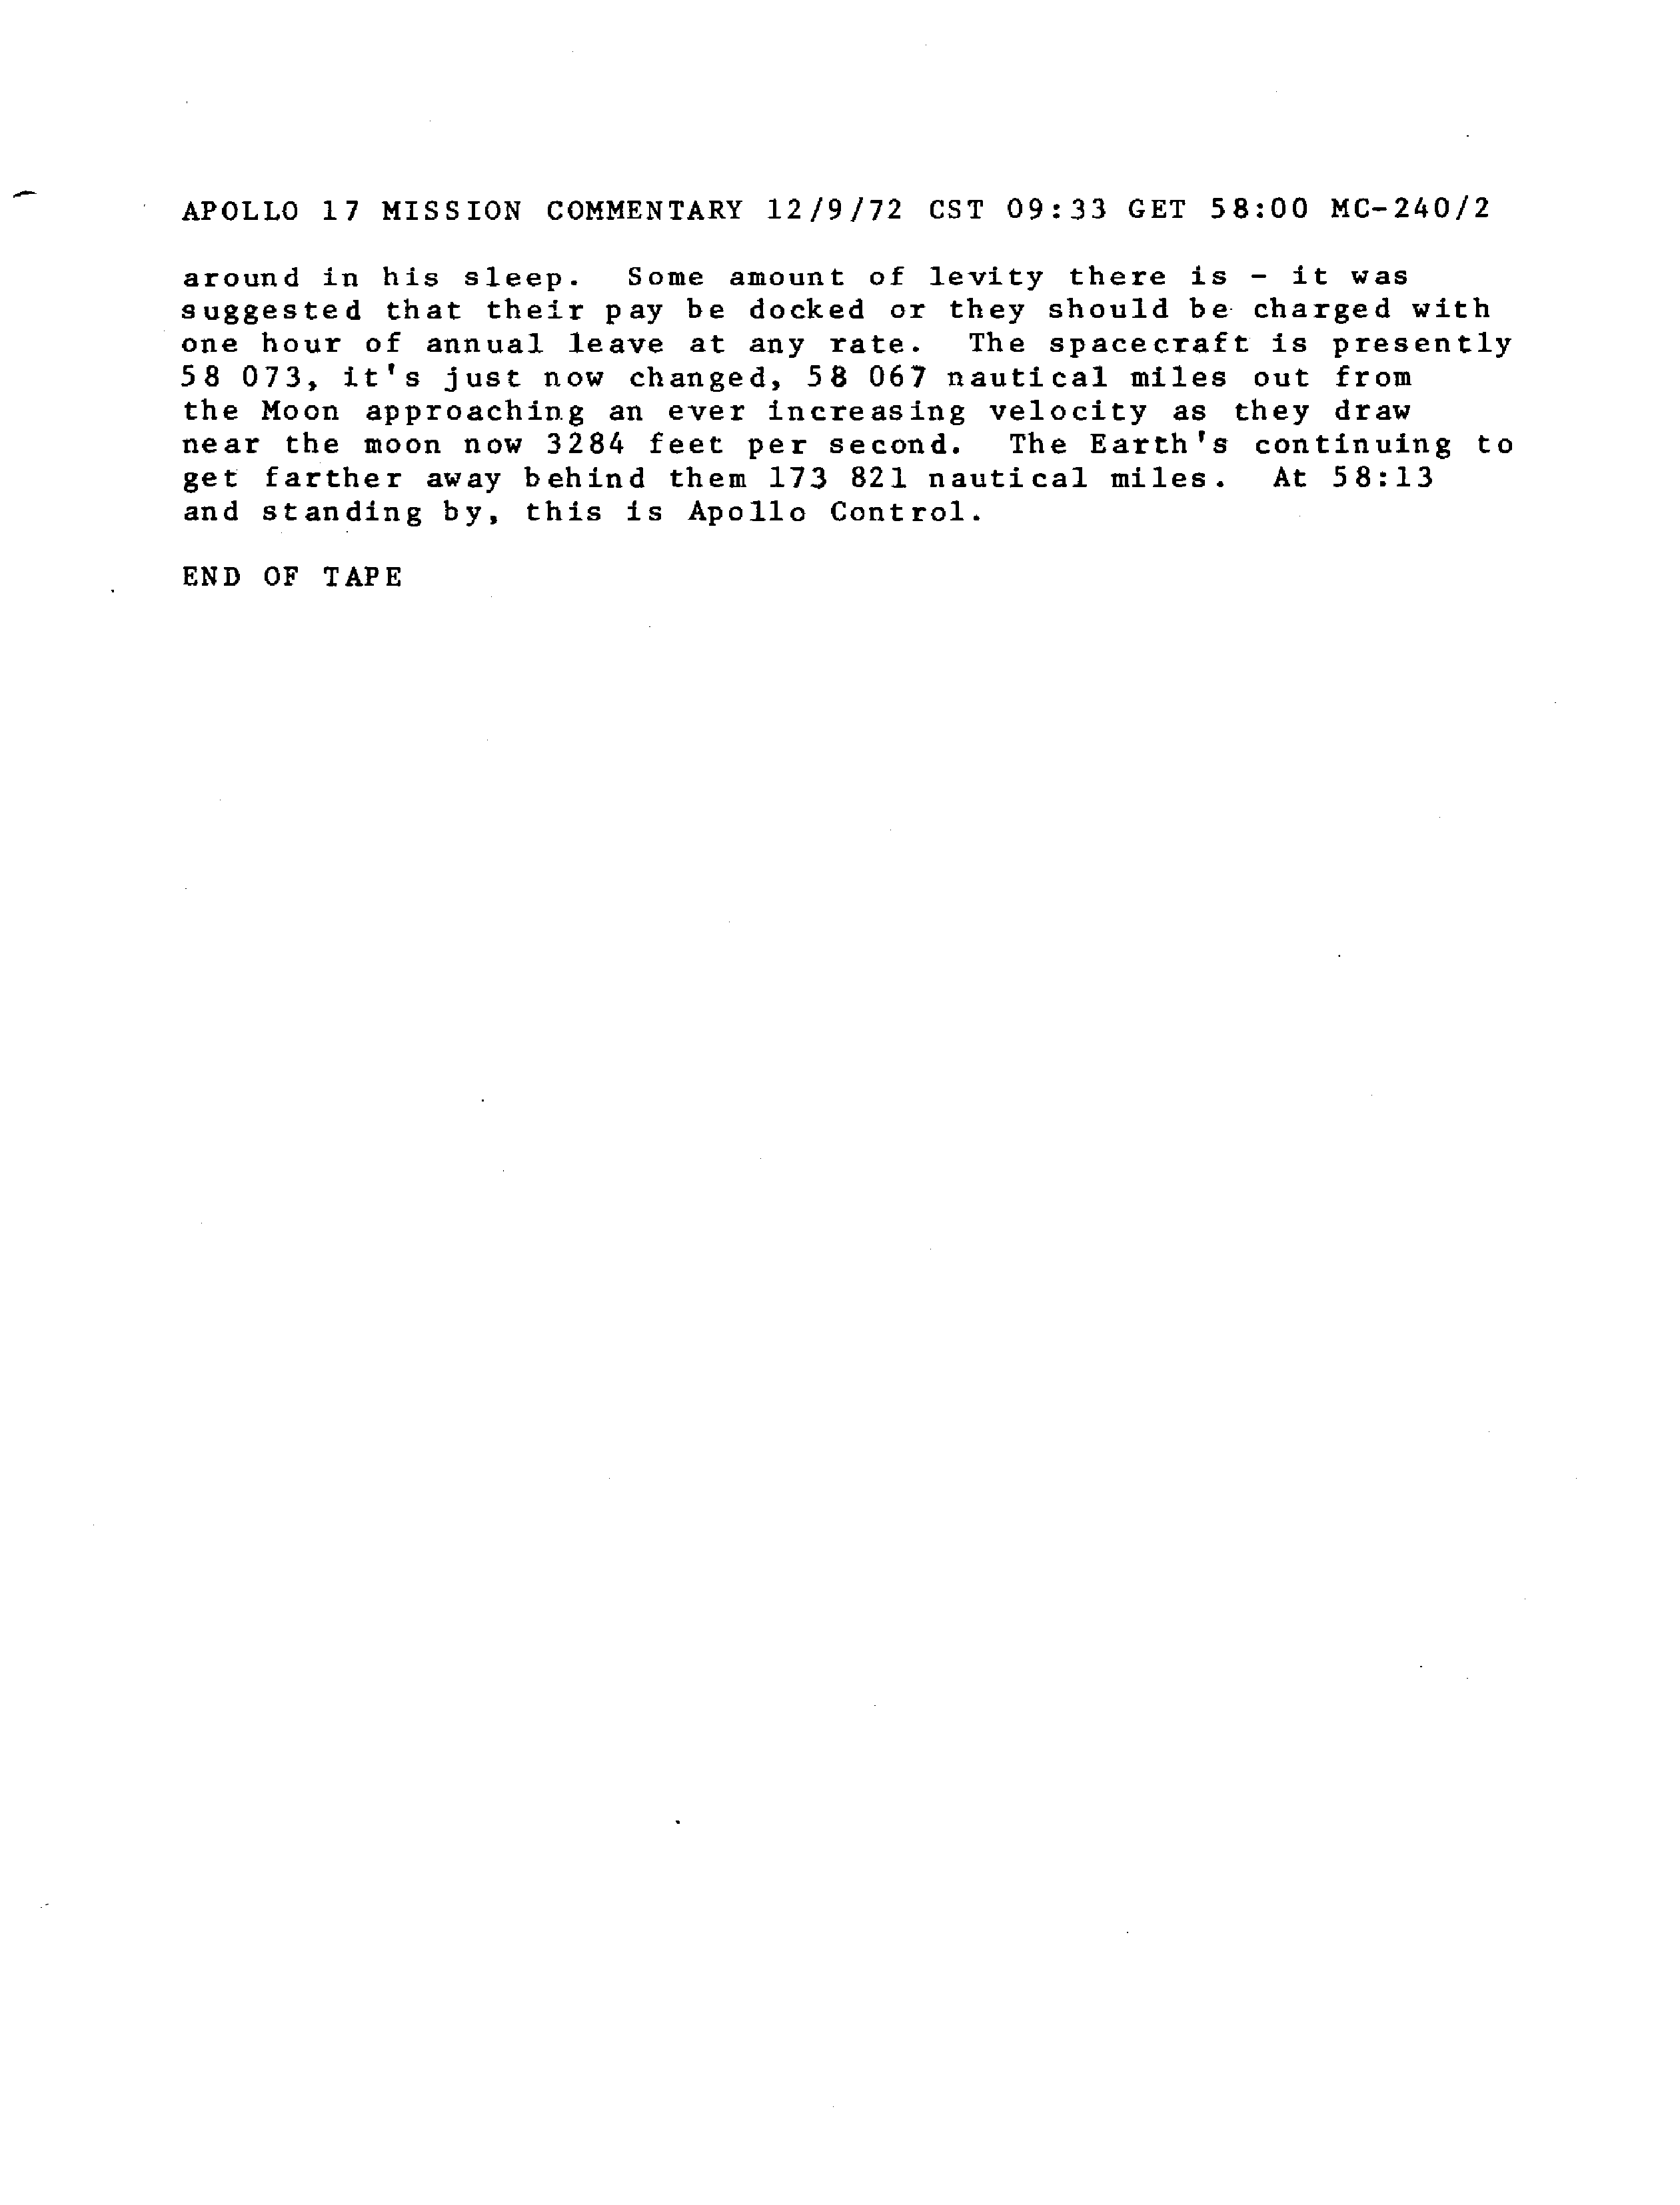 APOLLO 17 MISSION COMMENTARY 12/9/72 CST 09:33 GET 58:00 MC-240/2
around in his sleep. Some amount of levity there is - it was
suggested that their pay be docked or they should be charged with
one hour of annual leave at any rate. The spacecraft is presently
58 073, it's just now changed, 58 067 nautical miles out from
the Moon approaching an ever increasing velocity as they draw
near the moon now 3284 feet per second. The Earth's continuing to
get farther away behind them 173 821 nautical miles. At 58:13
and standing by, this is Apollo Control.
END OF TAPE